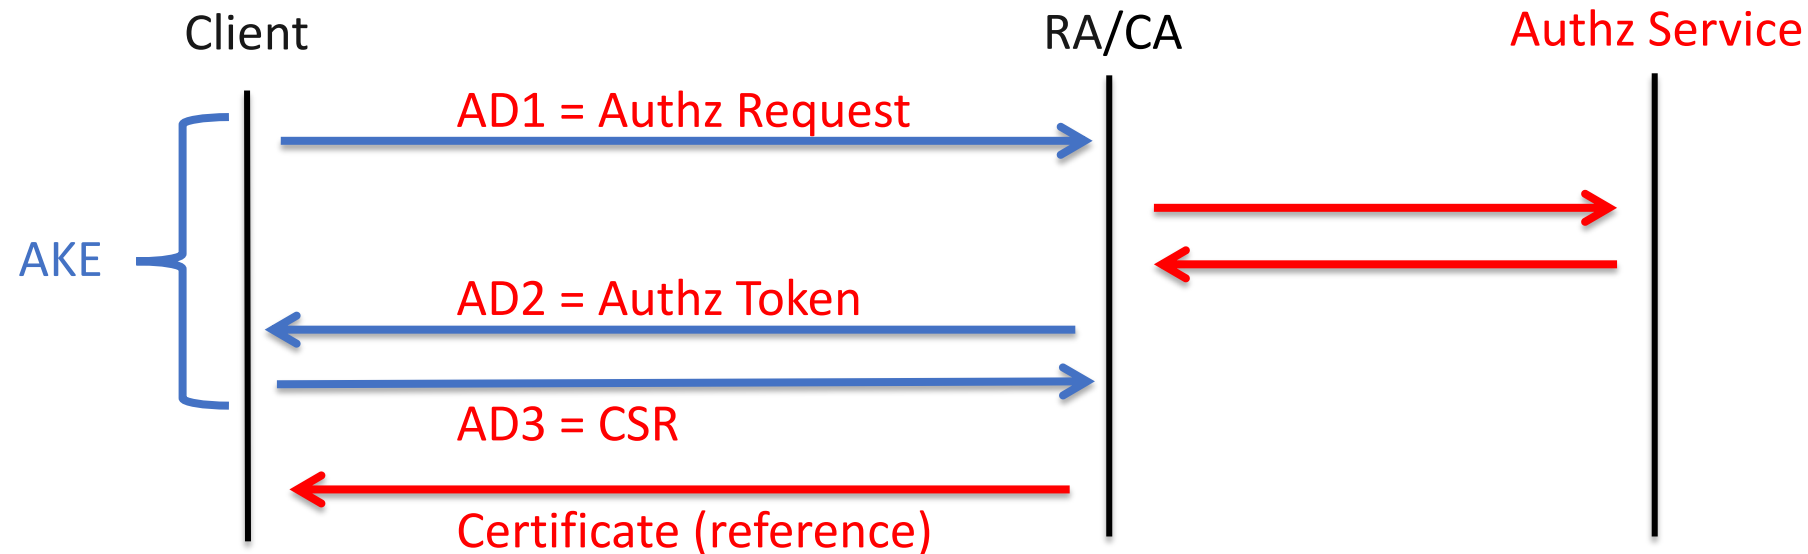 Client
RA/CA
Authz Service
AD1 = Authz Request
AKE
AD2 = Authz Token
AD3 = CSR
Certificate (reference)